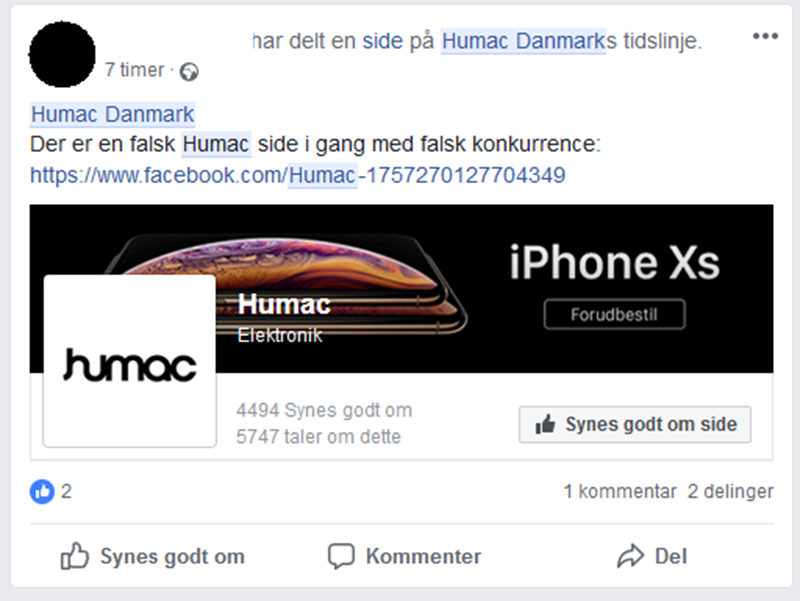 har delt en side på Humac Danmarks tidslinje.
7 timer ·
Humac Danmark
Der er en falsk Humac side i gang med falsk konkurrence:
https://www.facebook.com/Humac-1757270127704349
iPhone Xs
Forudbestil
humac
Humac
Elektronik
4494 Synes godt om
5747 taler om dette
Synes godt om side
2
1 kommentar 2 delinger
Synes godt om Kommenter Del